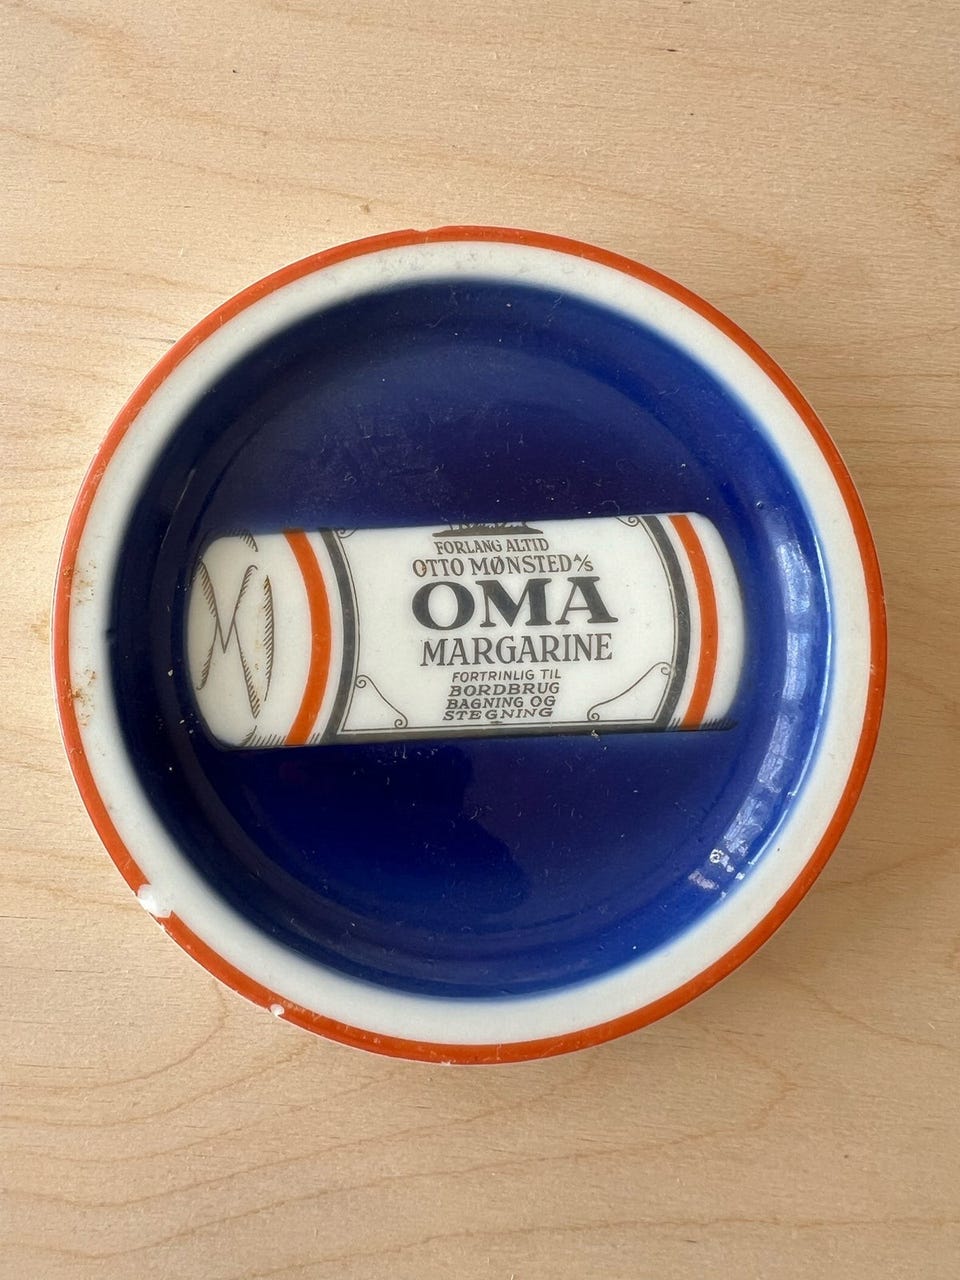 FORLANG ALTID
OTTO MØNSTED A/S
OMA
MARGARINE
FORTRINLIG TIL
BORDBRUG
BAGNING OG
STEGNING